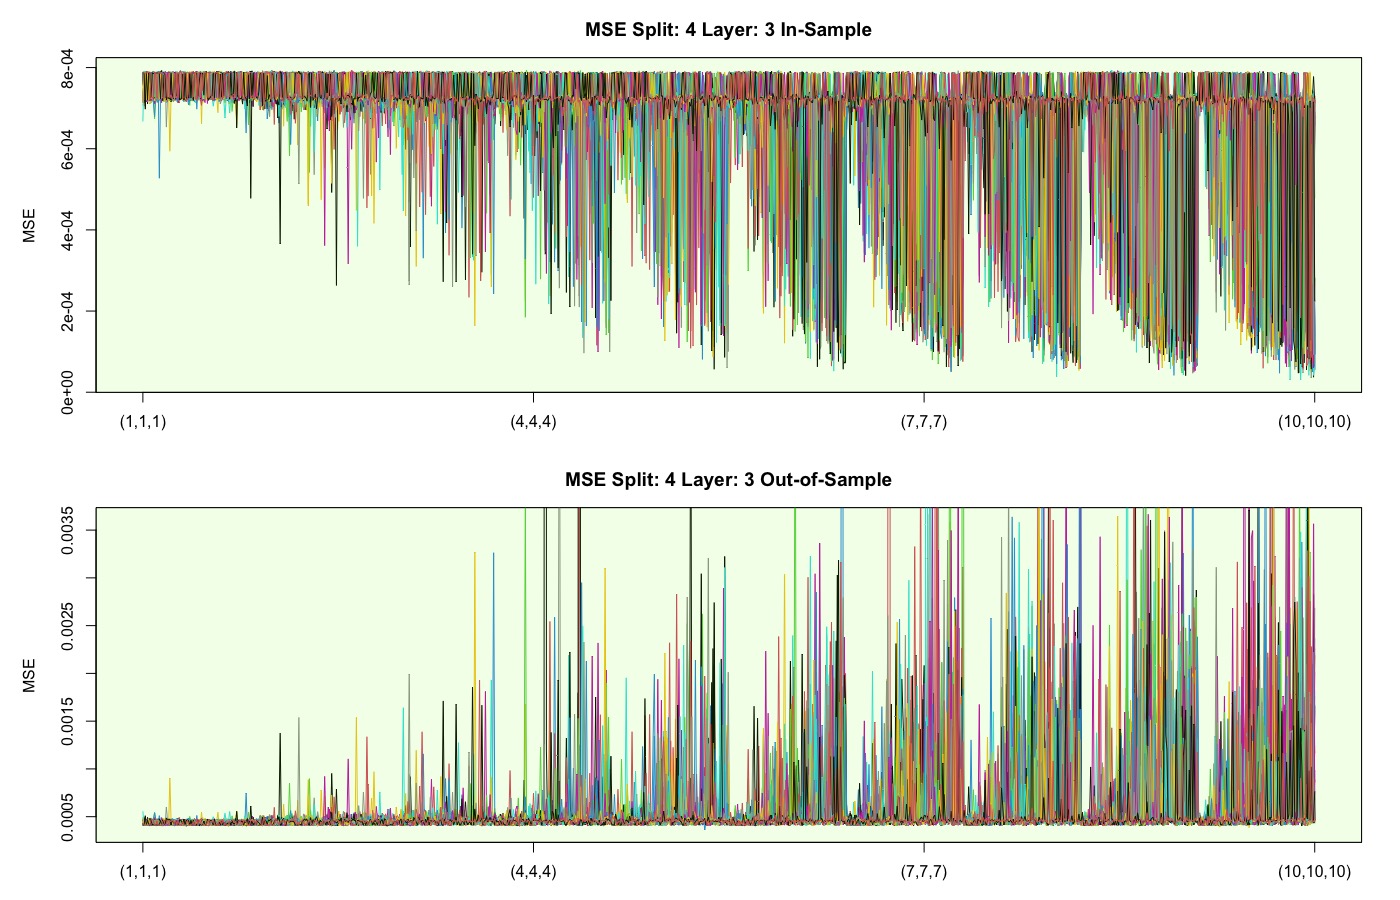 MSE Split: 4 Layer: 3 In-Sample
8e-04
6e-04
4e-04
2e-04
0e+00
MSE
(1,1,1)
(4,4,4)
(7,7,7)
(10,10,10)
MSE Split: 4 Layer: 3 Out-of-Sample
0.0035
0.0025
0.0015
0.0005
MSE
(1,1,1)
(4,4,4)
(7,7,7)
(10,10,10)